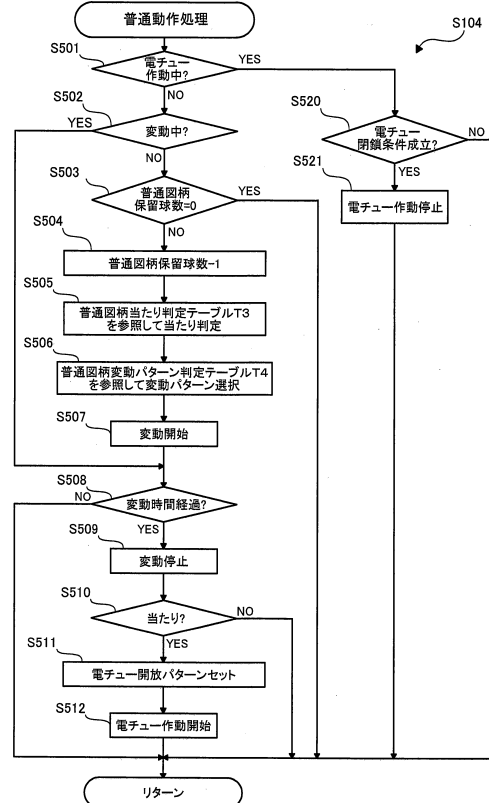 普通動作処理
S104
S501
電チュー
作動中?
YES
NO
S502
YES
変動中?
NO
S520
電チュー
閉鎖条件成立?
NO
YES
S503
普通図柄
保留球数=0
YES
NO
S521
電チュー作動停止
S504
普通図柄保留球数-1
S505
普通図柄当たり判定テーブルT3
を参照して当たり判定
S506
普通図柄変動パターン判定テーブルT4
を参照して変動パターン選択
S507
変動開始
S508
NO
変動時間経過?
YES
S509
変動停止
S510
当たり?
NO
YES
S511
電チュー開放パターンセット
S512
電チュー作動開始
リターン